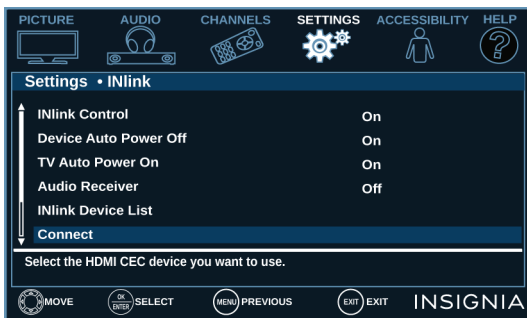 PICTURE AUDIO CHANNELS SETTINGS ACCESSIBILITY HELP
?
Settings • INlink
INlink Control On
Device Auto Power Off On
TV Auto Power On On
Audio Receiver Off
INlink Device List
Connect
Select the HDMI CEC device you want to use.
MOVE OK ENTER SELECT MENU PREVIOUS EXIT EXIT INSIGNIA